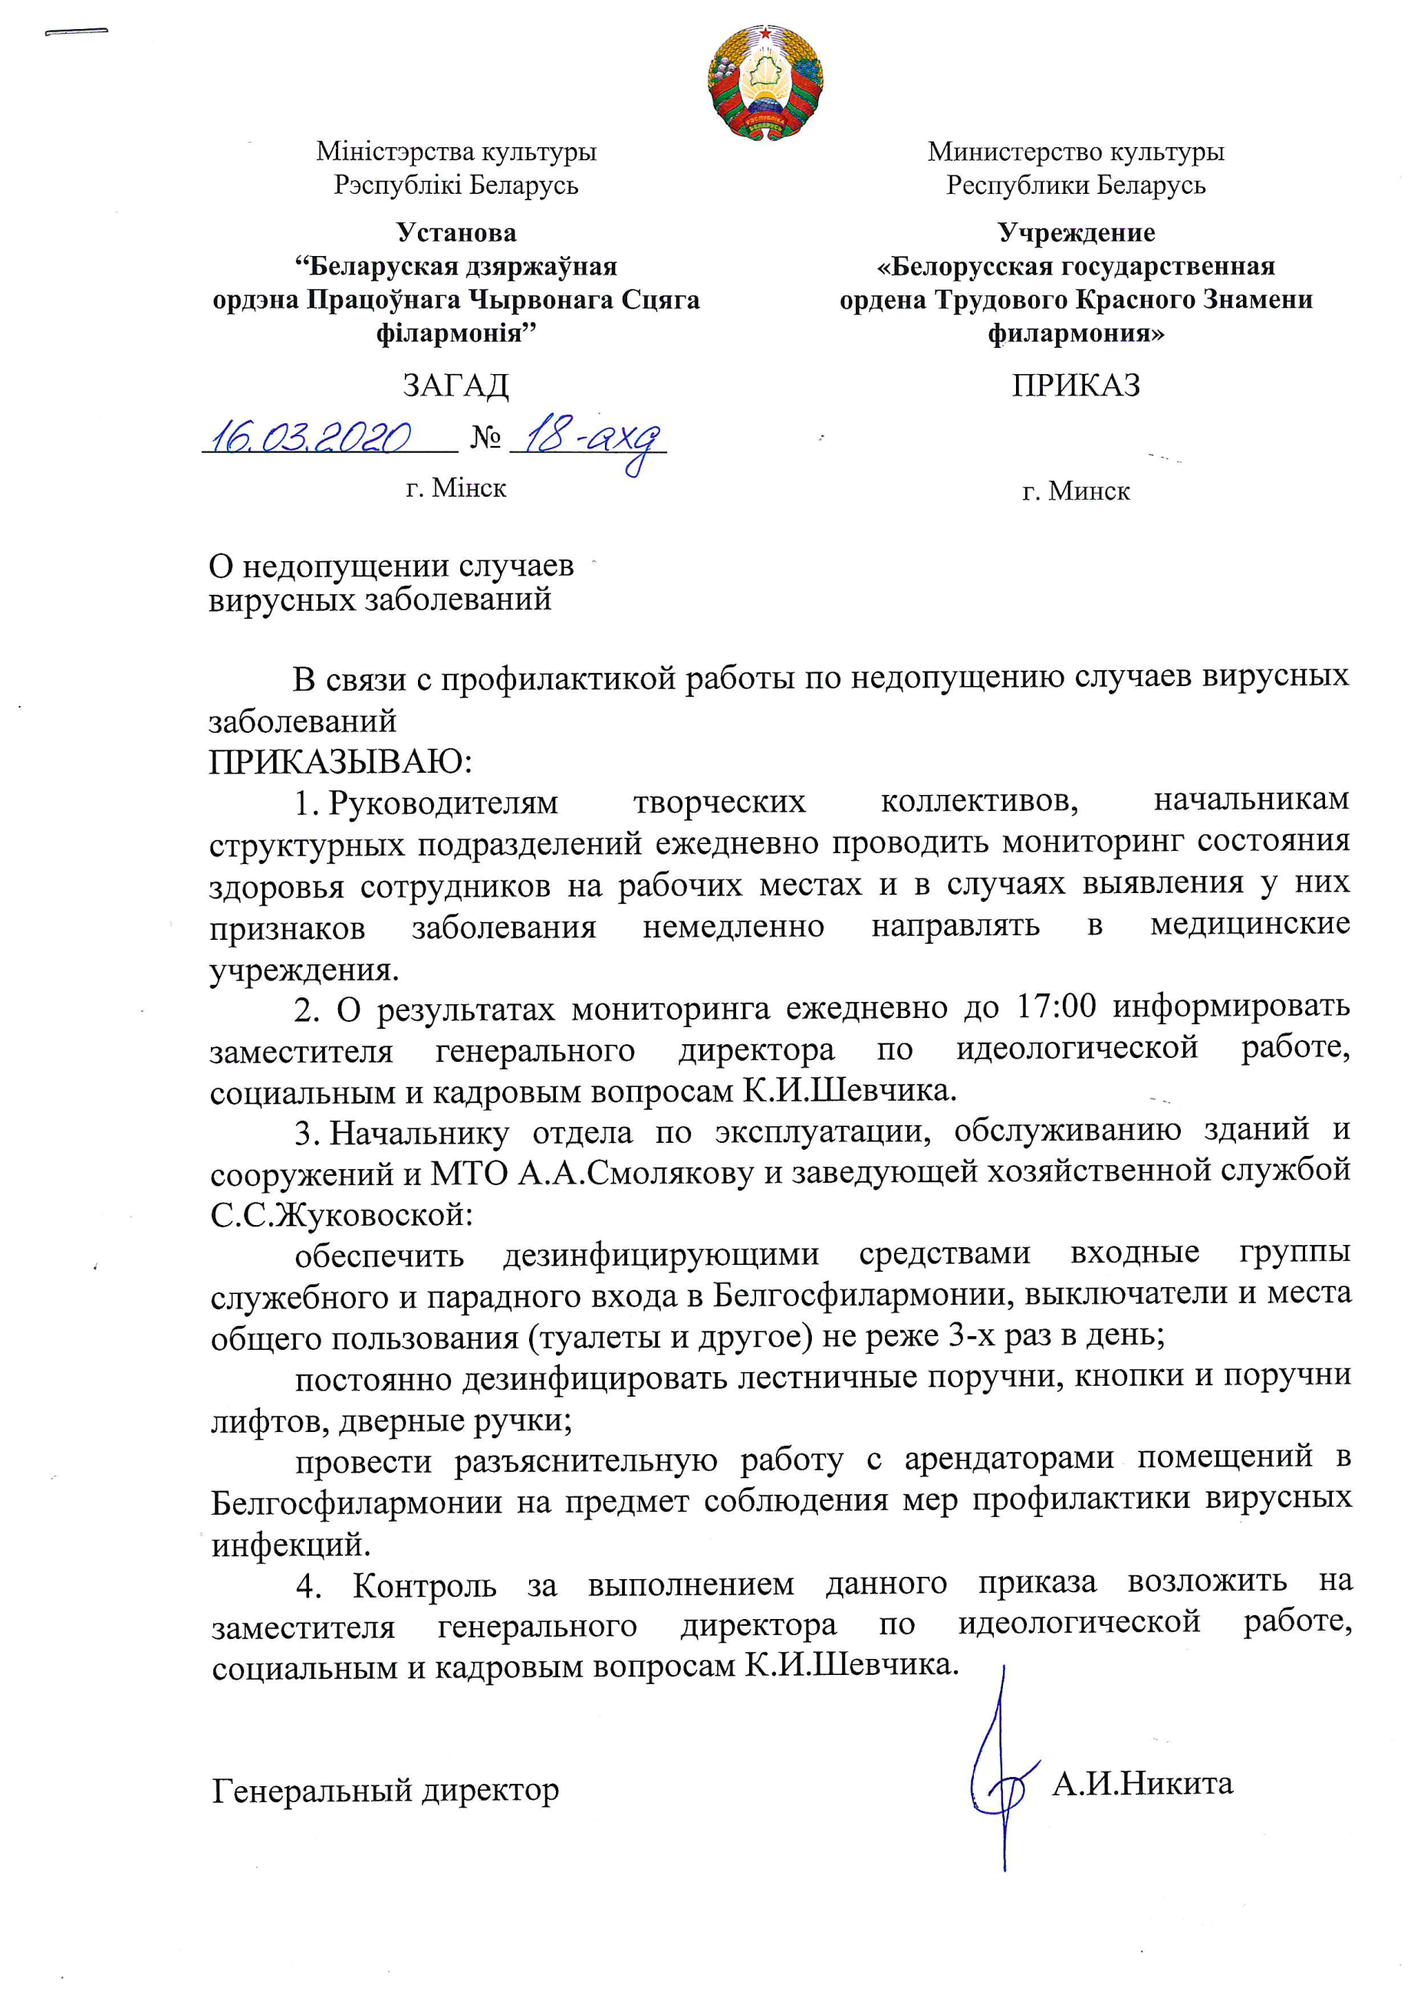 РЭСПУБЛІКА
БЕЛАРУСЬ
Міністэрства культуры
Рэспублікі Беларусь
Установа
“Беларуская дзяржаўная
ордэна Працоўнага Чырвонага Сцяга
філармонія”
ЗАГАД
16.03.2020 № 18-ахд
г. Мінск
Министерство культуры
Республики Беларусь
Учреждение
«Белорусская государственная
ордена Трудового Красного Знамени
филармония»
ПРИКАЗ
г. Минск
О недопущении случаев
вирусных заболеваний
В связи с профилактикой работы по недопущению случаев вирусных
заболеваний
ПРИКАЗЫВАЮ:
1. Руководителям творческих коллективов, начальникам
структурных подразделений ежедневно проводить мониторинг состояния
здоровья сотрудников на рабочих местах и в случаях выявления у них
признаков заболевания немедленно направлять в медицинские
учреждения.
2. О результатах мониторинга ежедневно до 17:00 информировать
заместителя генерального директора по идеологической работе,
социальным и кадровым вопросам К.И.Шевчика.
3. Начальнику отдела по эксплуатации, обслуживанию зданий и
сооружений и МТО А.А.Смолякову и заведующей хозяйственной службой
С.С.Жуковоской:
обеспечить дезинфицирующими средствами входные группы
служебного и парадного входа в Белгосфилармонии, выключатели и места
общего пользования (туалеты и другое) не реже 3-х раз в день;
постоянно дезинфицировать лестничные поручни, кнопки и поручни
лифтов, дверные ручки;
провести разъяснительную работу с арендаторами помещений в
Белгосфилармонии на предмет соблюдения мер профилактики вирусных
инфекций.
4. Контроль за выполнением данного приказа возложить на
заместителя генерального директора по идеологической работе,
социальным и кадровым вопросам К.И.Шевчика.
Генеральный директор А.И.Никита